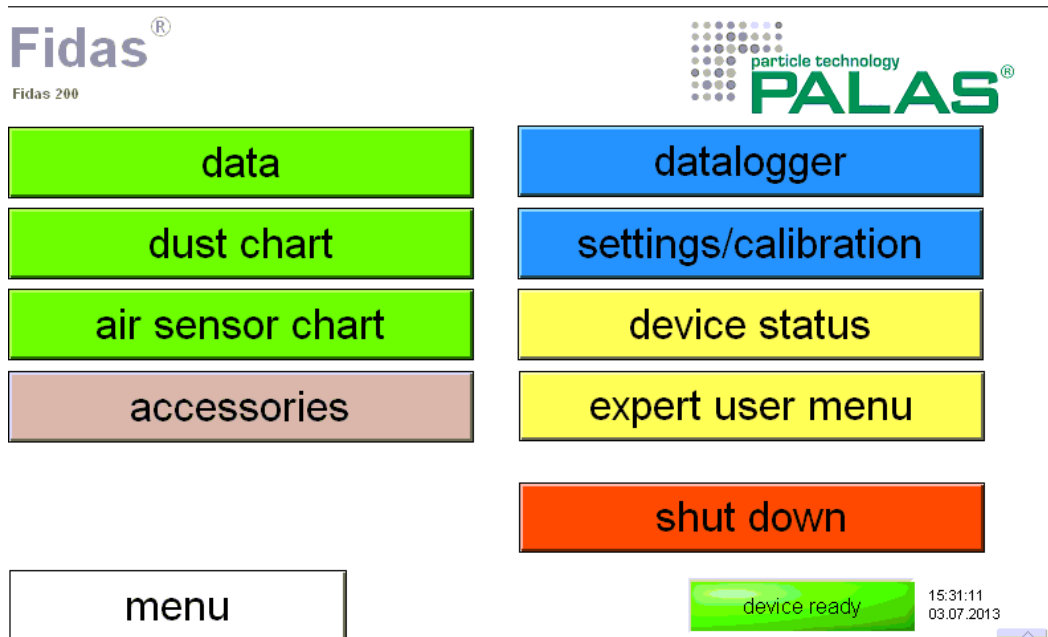 Fidas®
Fidas 200
particle technology
PALAS®
data
datalogger
dust chart
settings/calibration
air sensor chart
device status
accessories
expert user menu
shut down
menu
device ready
15:31:11
03.07.2013